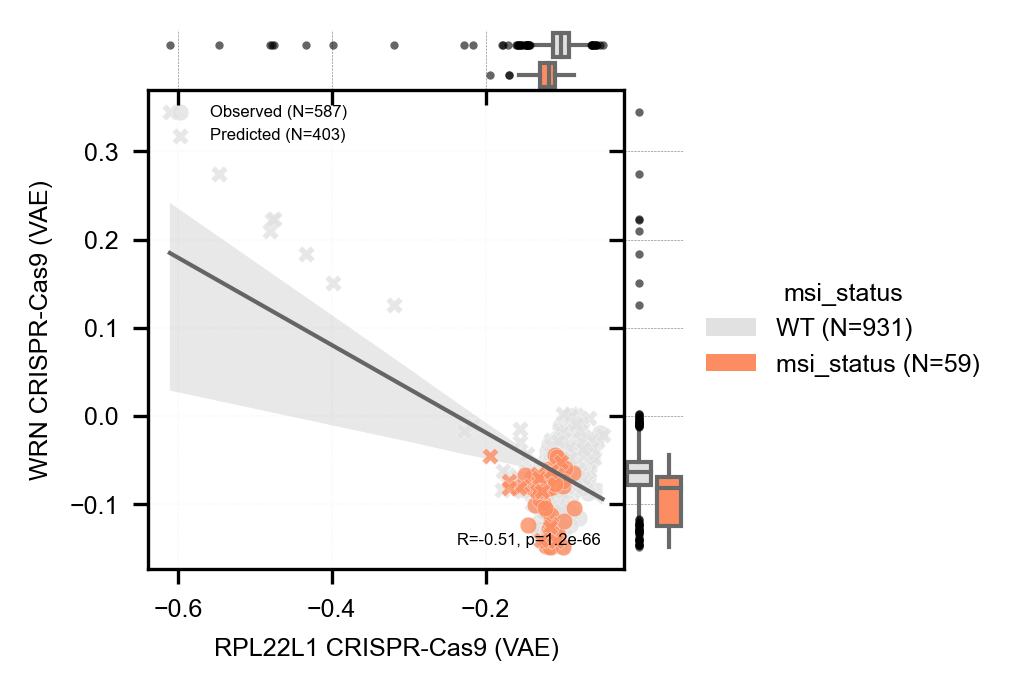 Observed (N=587)
Predicted (N=403)
0.3
0.2
0.1
0.0
−0.1
WRN CRISPR-Cas9 (VAE)
R=-0.51, p=1.2e-66
−0.6
−0.4
−0.2
RPL22L1 CRISPR-Cas9 (VAE)
msi_status
WT (N=931)
msi_status (N=59)